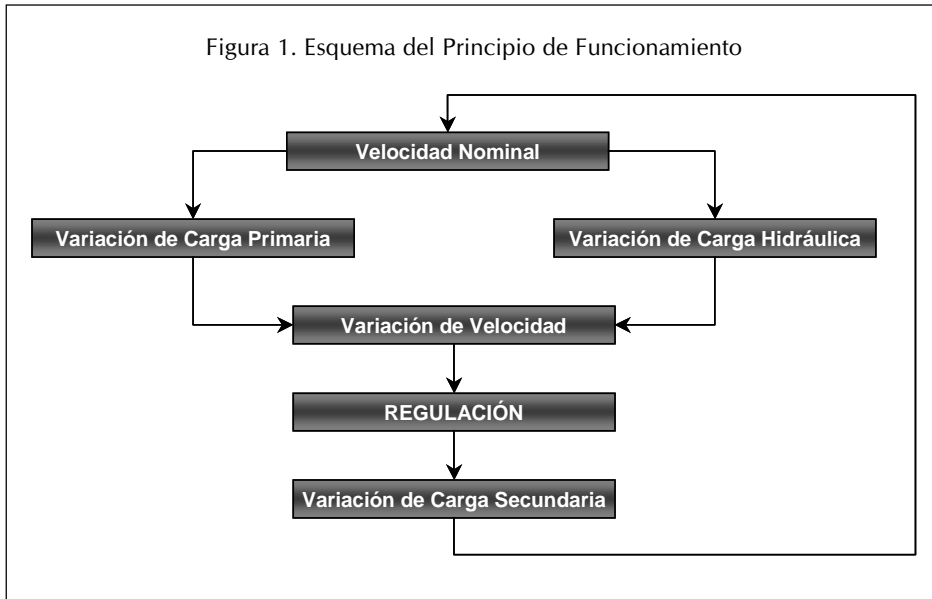 Figura 1. Esquema del Principio de Funcionamiento
Velocidad Nominal
Variación de Carga Primaria
Variación de Carga Hidráulica
Variación de Velocidad
REGULACIÓN
Variación de Carga Secundaria